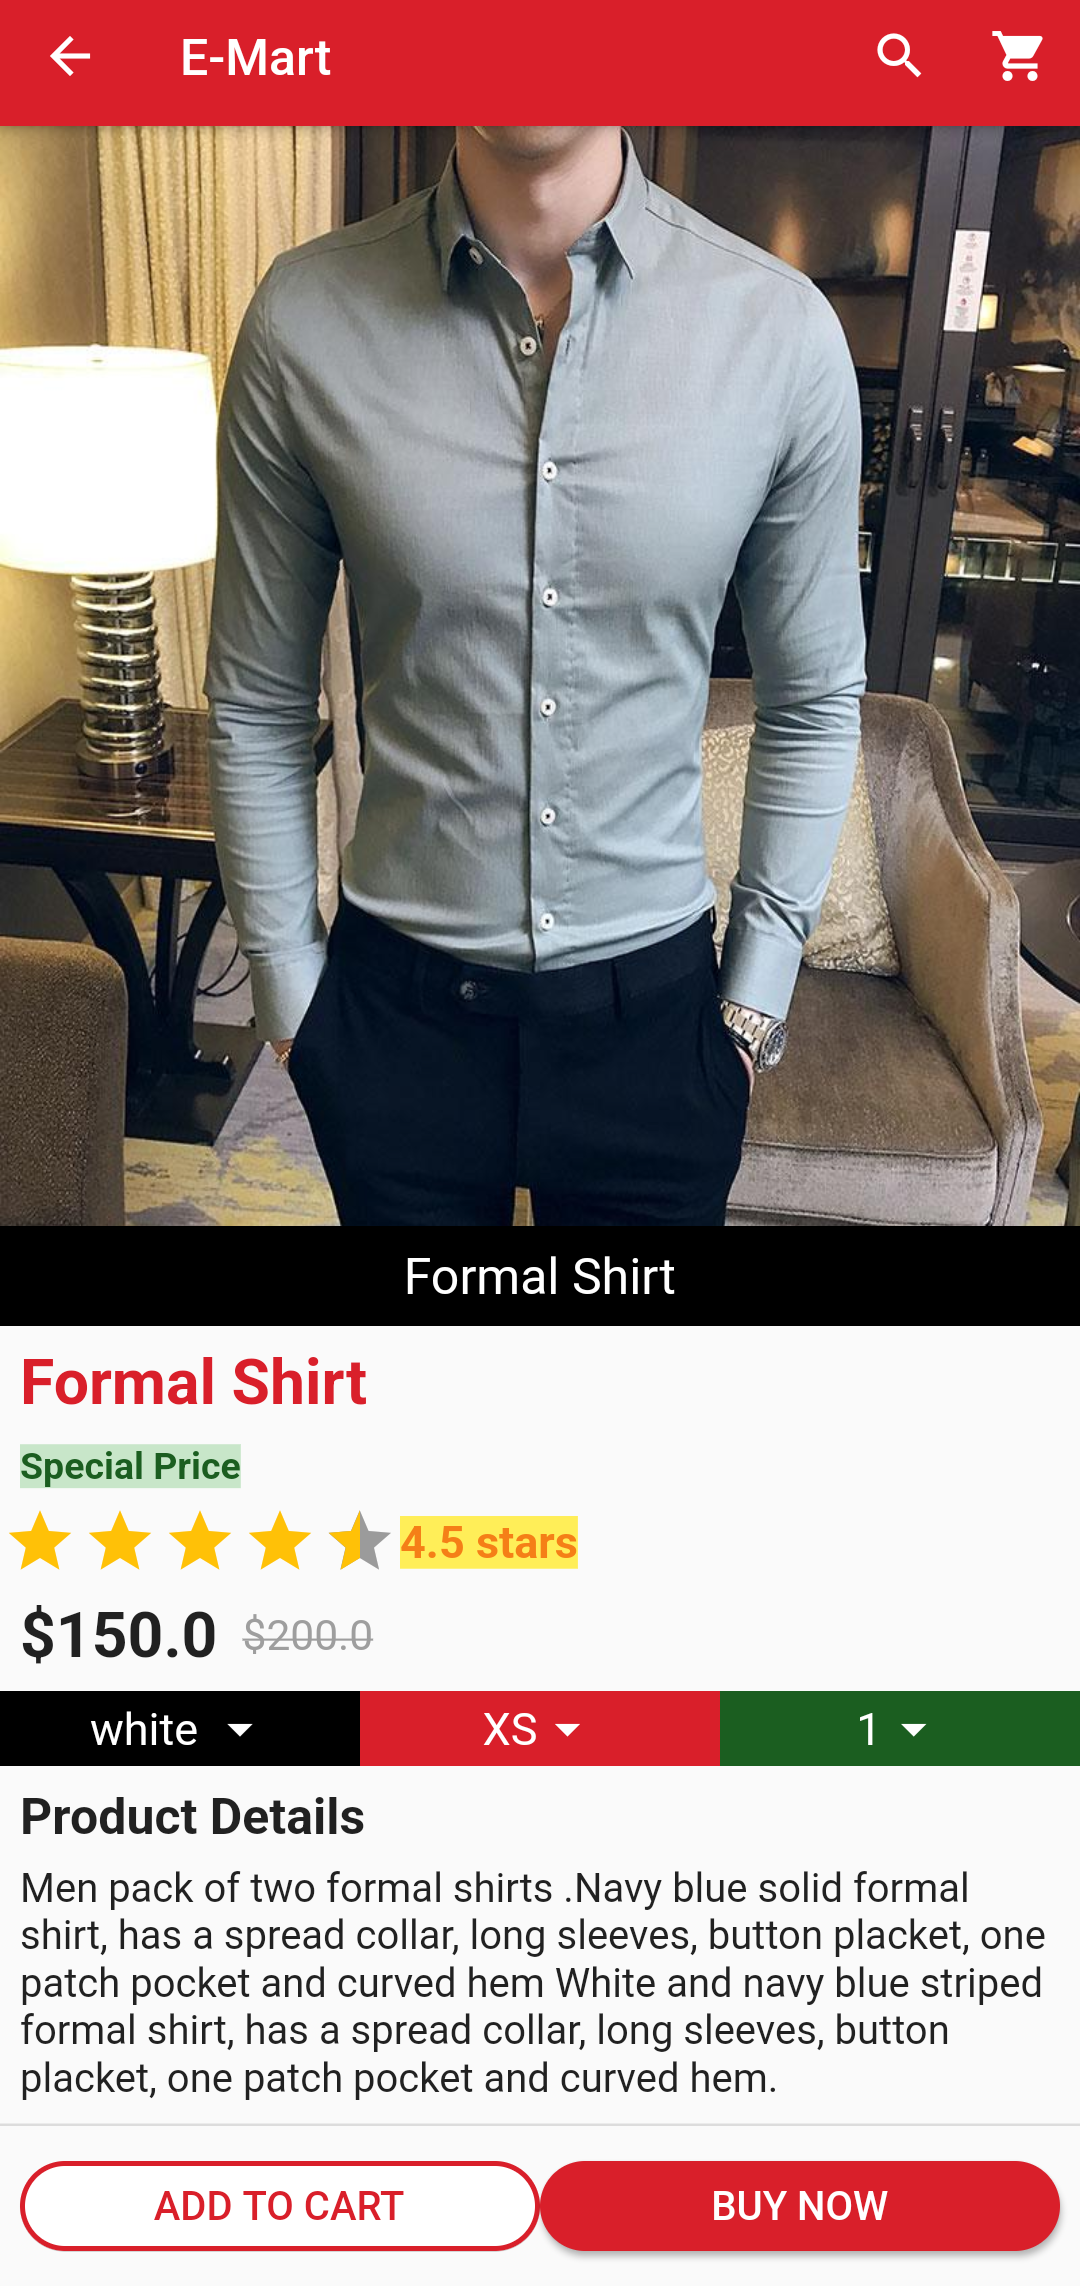 E-Mart
Formal Shirt
Formal Shirt
Special Price
4.5 stars
$150.0 $200.0
white XS 1
Product Details
Men pack of two formal shirts .Navy blue solid formal
shirt, has a spread collar, long sleeves, button placket, one
patch pocket and curved hem White and navy blue striped
formal shirt, has a spread collar, long sleeves, button
placket, one patch pocket and curved hem.
ADD TO CART BUY NOW